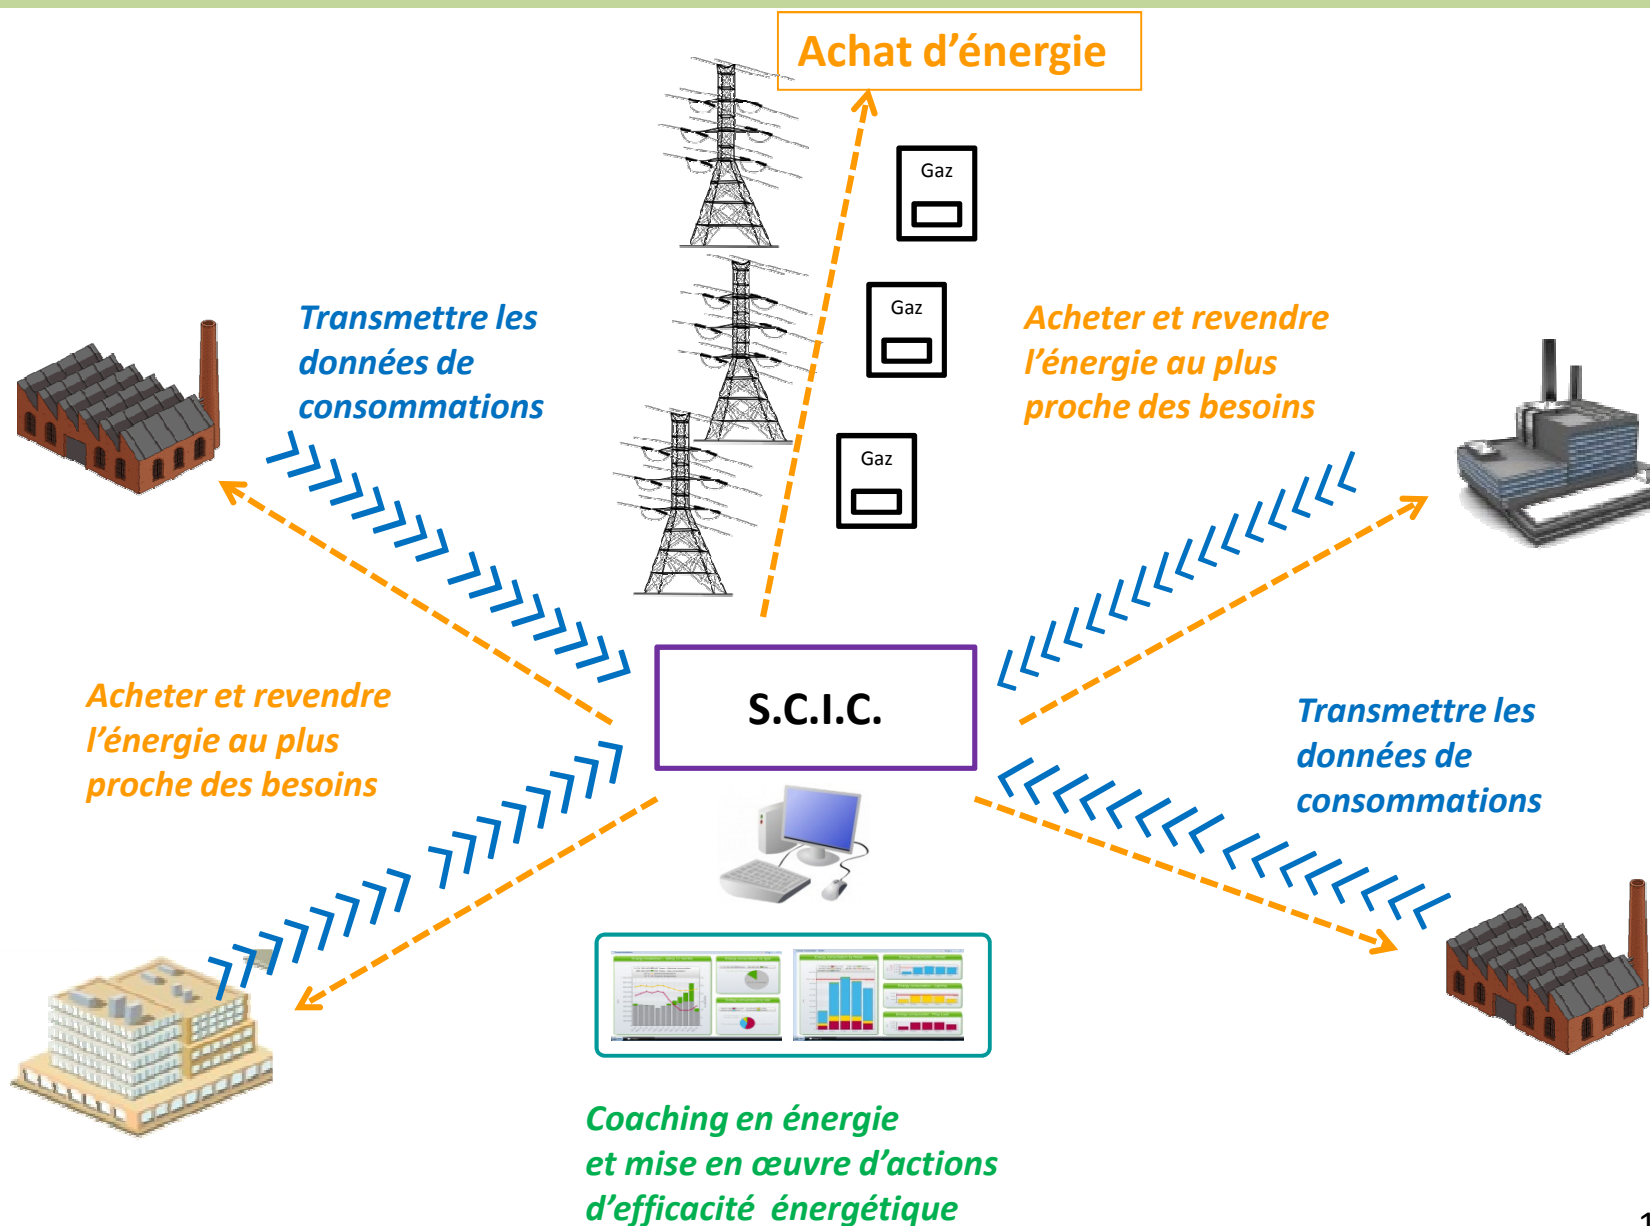 Achat d’énergie
Gaz
Gaz
Gaz
Transmettre les
données de
consommations
Acheter et revendre
l’énergie au plus
proche des besoins
S.C.I.C.
Acheter et revendre
l’énergie au plus
proche des besoins
Transmettre les
données de
consommations
Coaching en énergie
et mise en œuvre d’actions
d’efficacité  énergétique